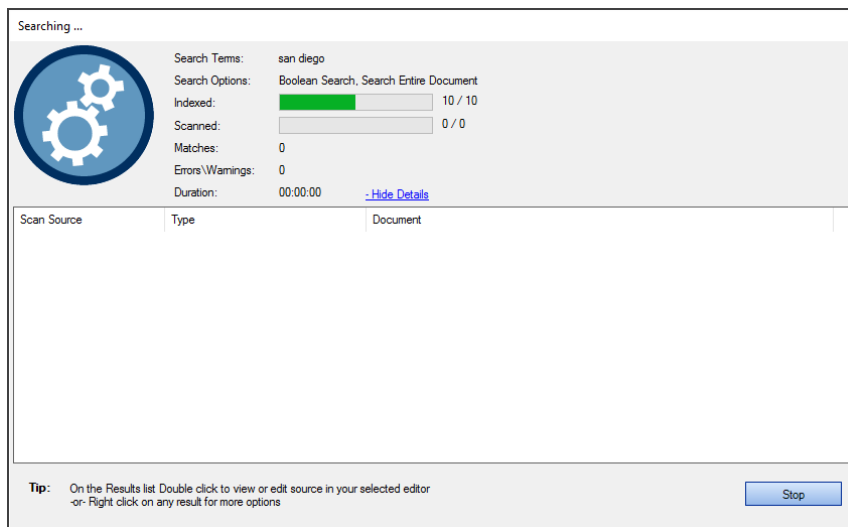 Searching ...
Search Terms: san diego
Search Options: Boolean Search, Search Entire Document
Indexed: 10 / 10
Scanned: 0 / 0
Matches: 0
Errors\Warnings: 0
Duration: 00:00:00 - Hide Details
Scan Source Type Document
Tip: On the Results list Double click to view or edit source in your selected editor
-or- Right click on any result for more options
Stop